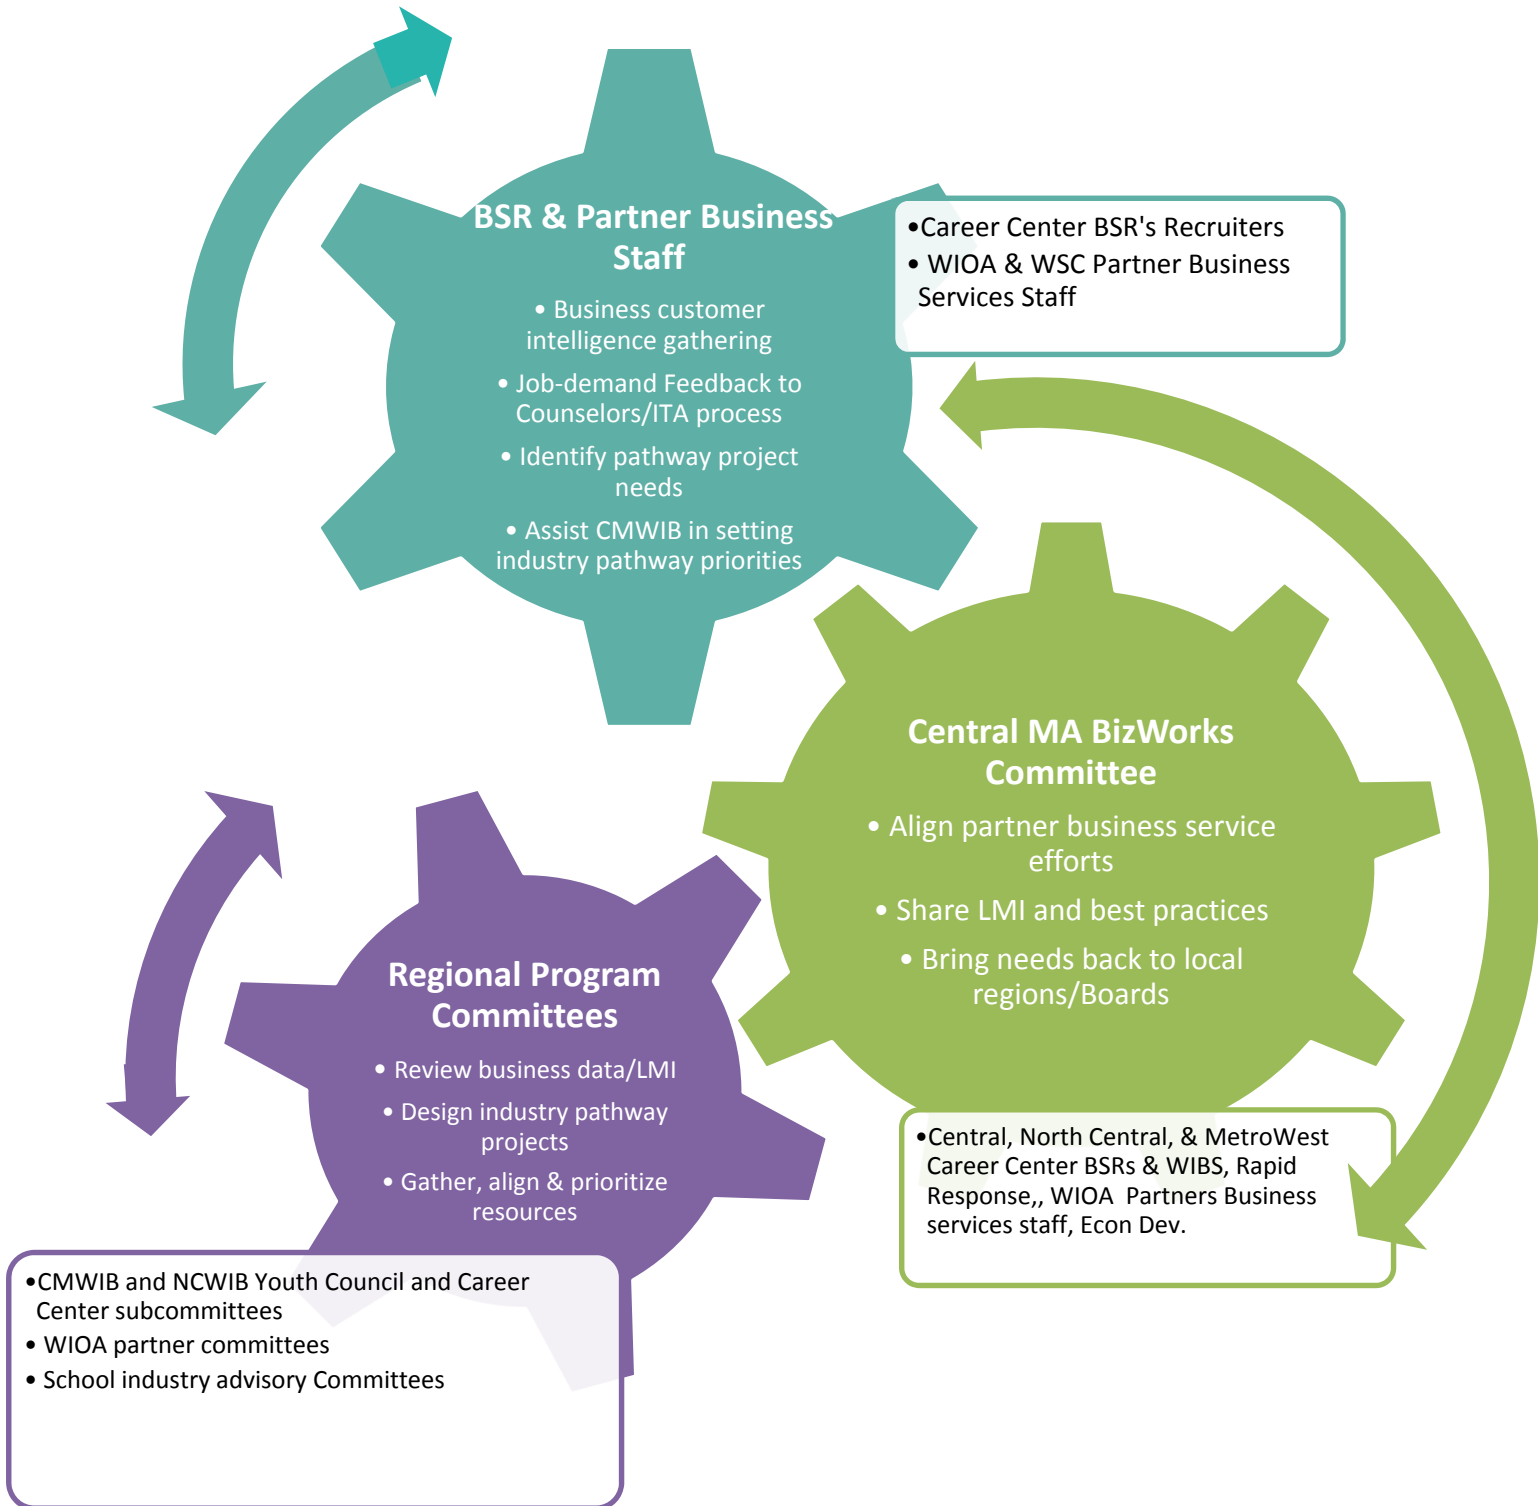 BSR & Partner Business
Staff
• Business customer
intelligence gathering
• Job-demand Feedback to
Counselors/ITA process
• Identify pathway project
needs
• Assist CMWIB in setting
industry pathway priorities
•Career Center BSR's Recruiters
• WIOA & WSC Partner Business
Services Staff
Central MA BizWorks
Committee
• Align partner business service
efforts
• Share LMI and best practices
• Bring needs back to local
regions/Boards
•Central, North Central, & MetroWest
Career Center BSRs & WIBS, Rapid
Response,, WIOA  Partners Business
services staff, Econ Dev.
Regional Program
Committees
• Review business data/LMI
• Design industry pathway
projects
• Gather, align & prioritize
resources
•CMWIB and NCWIB Youth Council and Career
Center subcommittees
• WIOA partner committees
• School industry advisory Committees